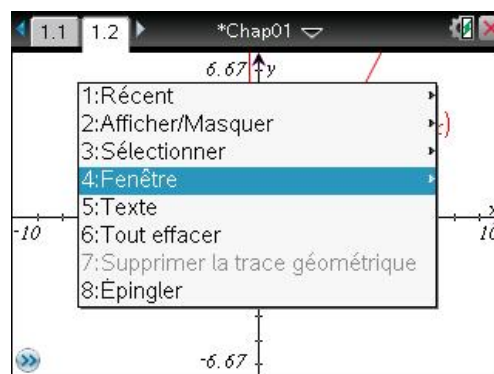 1.1 1.2 *Chap01
6.67 y
1:Récent
2:Afficher/Masquer
3:Sélectionner
4:Fenêtre
5:Texte
6:Tout effacer
7:Supprimer la trace géométrique
8:Épingler
-10 x
10
-6.67